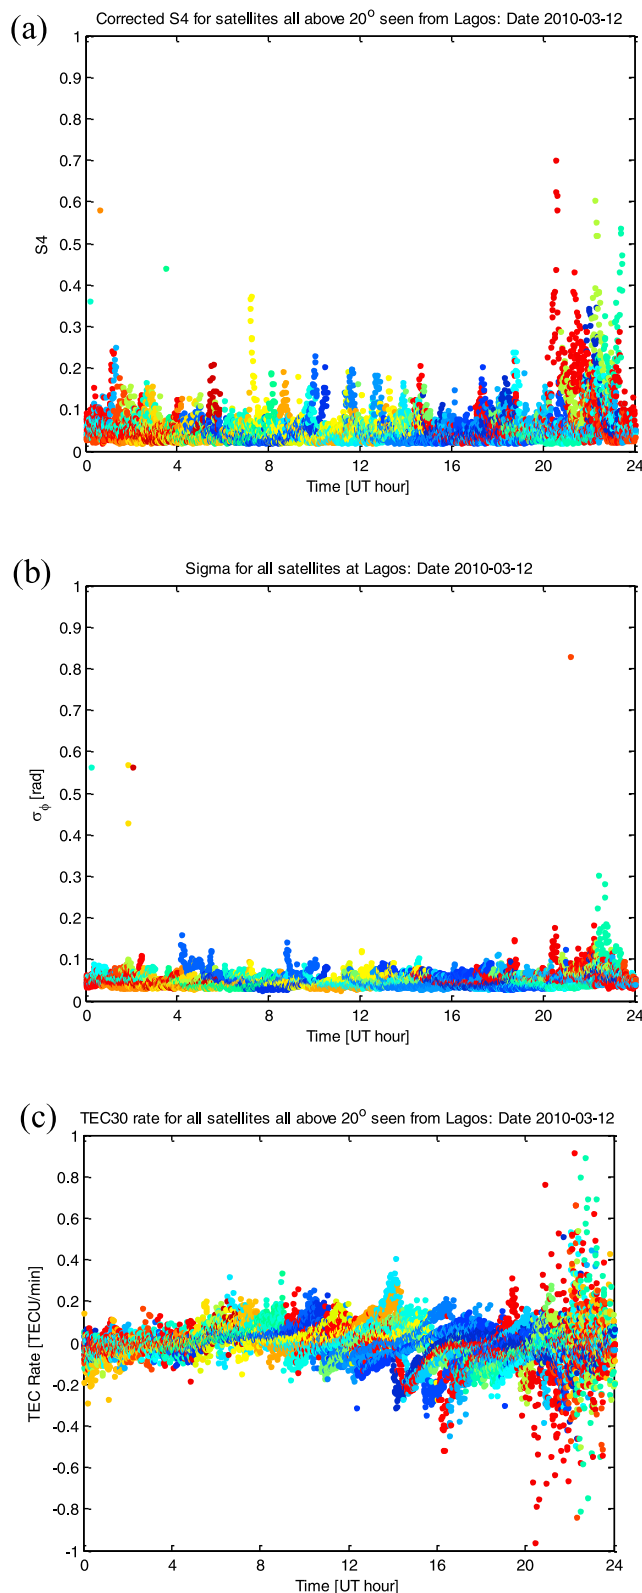 (a)
Corrected S4 for satellites all above 20° seen from Lagos: Date 2010-03-12
1
0.9
0.8
0.7
0.6
0.5
0.4
0.3
0.2
0.1
0
S4
0 4 8 12 16 20 24
Time [UT hour]
(b)
Sigma for all satellites at Lagos: Date 2010-03-12
1
0.9
0.8
0.7
0.6
0.5
0.4
0.3
0.2
0.1
0
σϕ [rad]
0 4 8 12 16 20 24
Time [UT hour]
(c)
TEC30 rate for all satellites all above 20° seen from Lagos: Date 2010-03-12
1
0.8
0.6
0.4
0.2
0
-0.2
-0.4
-0.6
-0.8
-1
TEC Rate [TECU/min]
0 4 8 12 16 20 24
Time [UT hour]